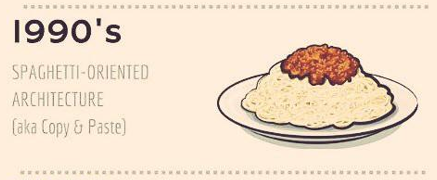 1990's
SPAGHETTI-ORIENTED
ARCHITECTURE
(aka Copy & Paste)